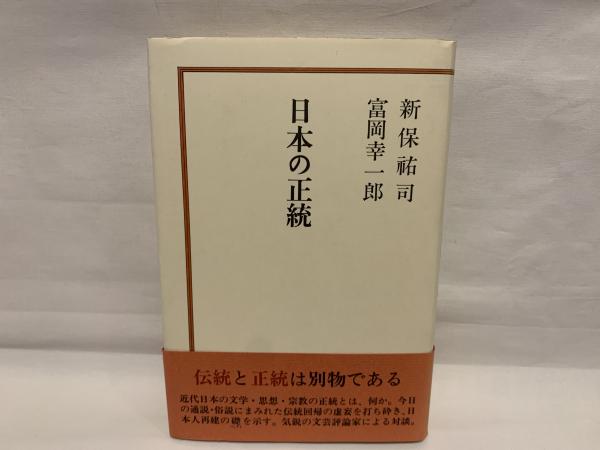 新保祐司
富岡幸一郎
日本の正統
伝統と正統は別物である
近代日本の文学・思想・宗教の正統とは、何か。今日
の通説・俗説にまみれた伝統回帰の虚妄を打ち砕き、日
本人再建の礎を示す。気鋭の文芸評論家による対談。